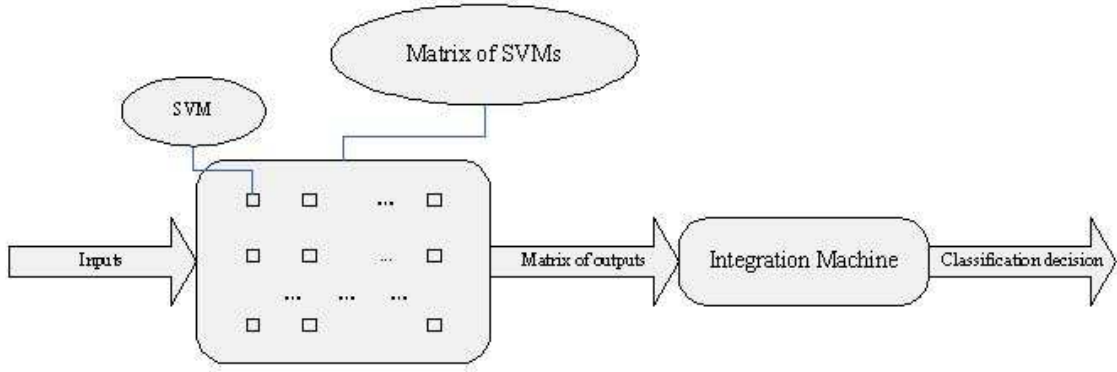 Matrix of SVMs
SVM
... 
...
... ... ...
Inputs
Matrix of outputs
Integration Machine
Classification decision